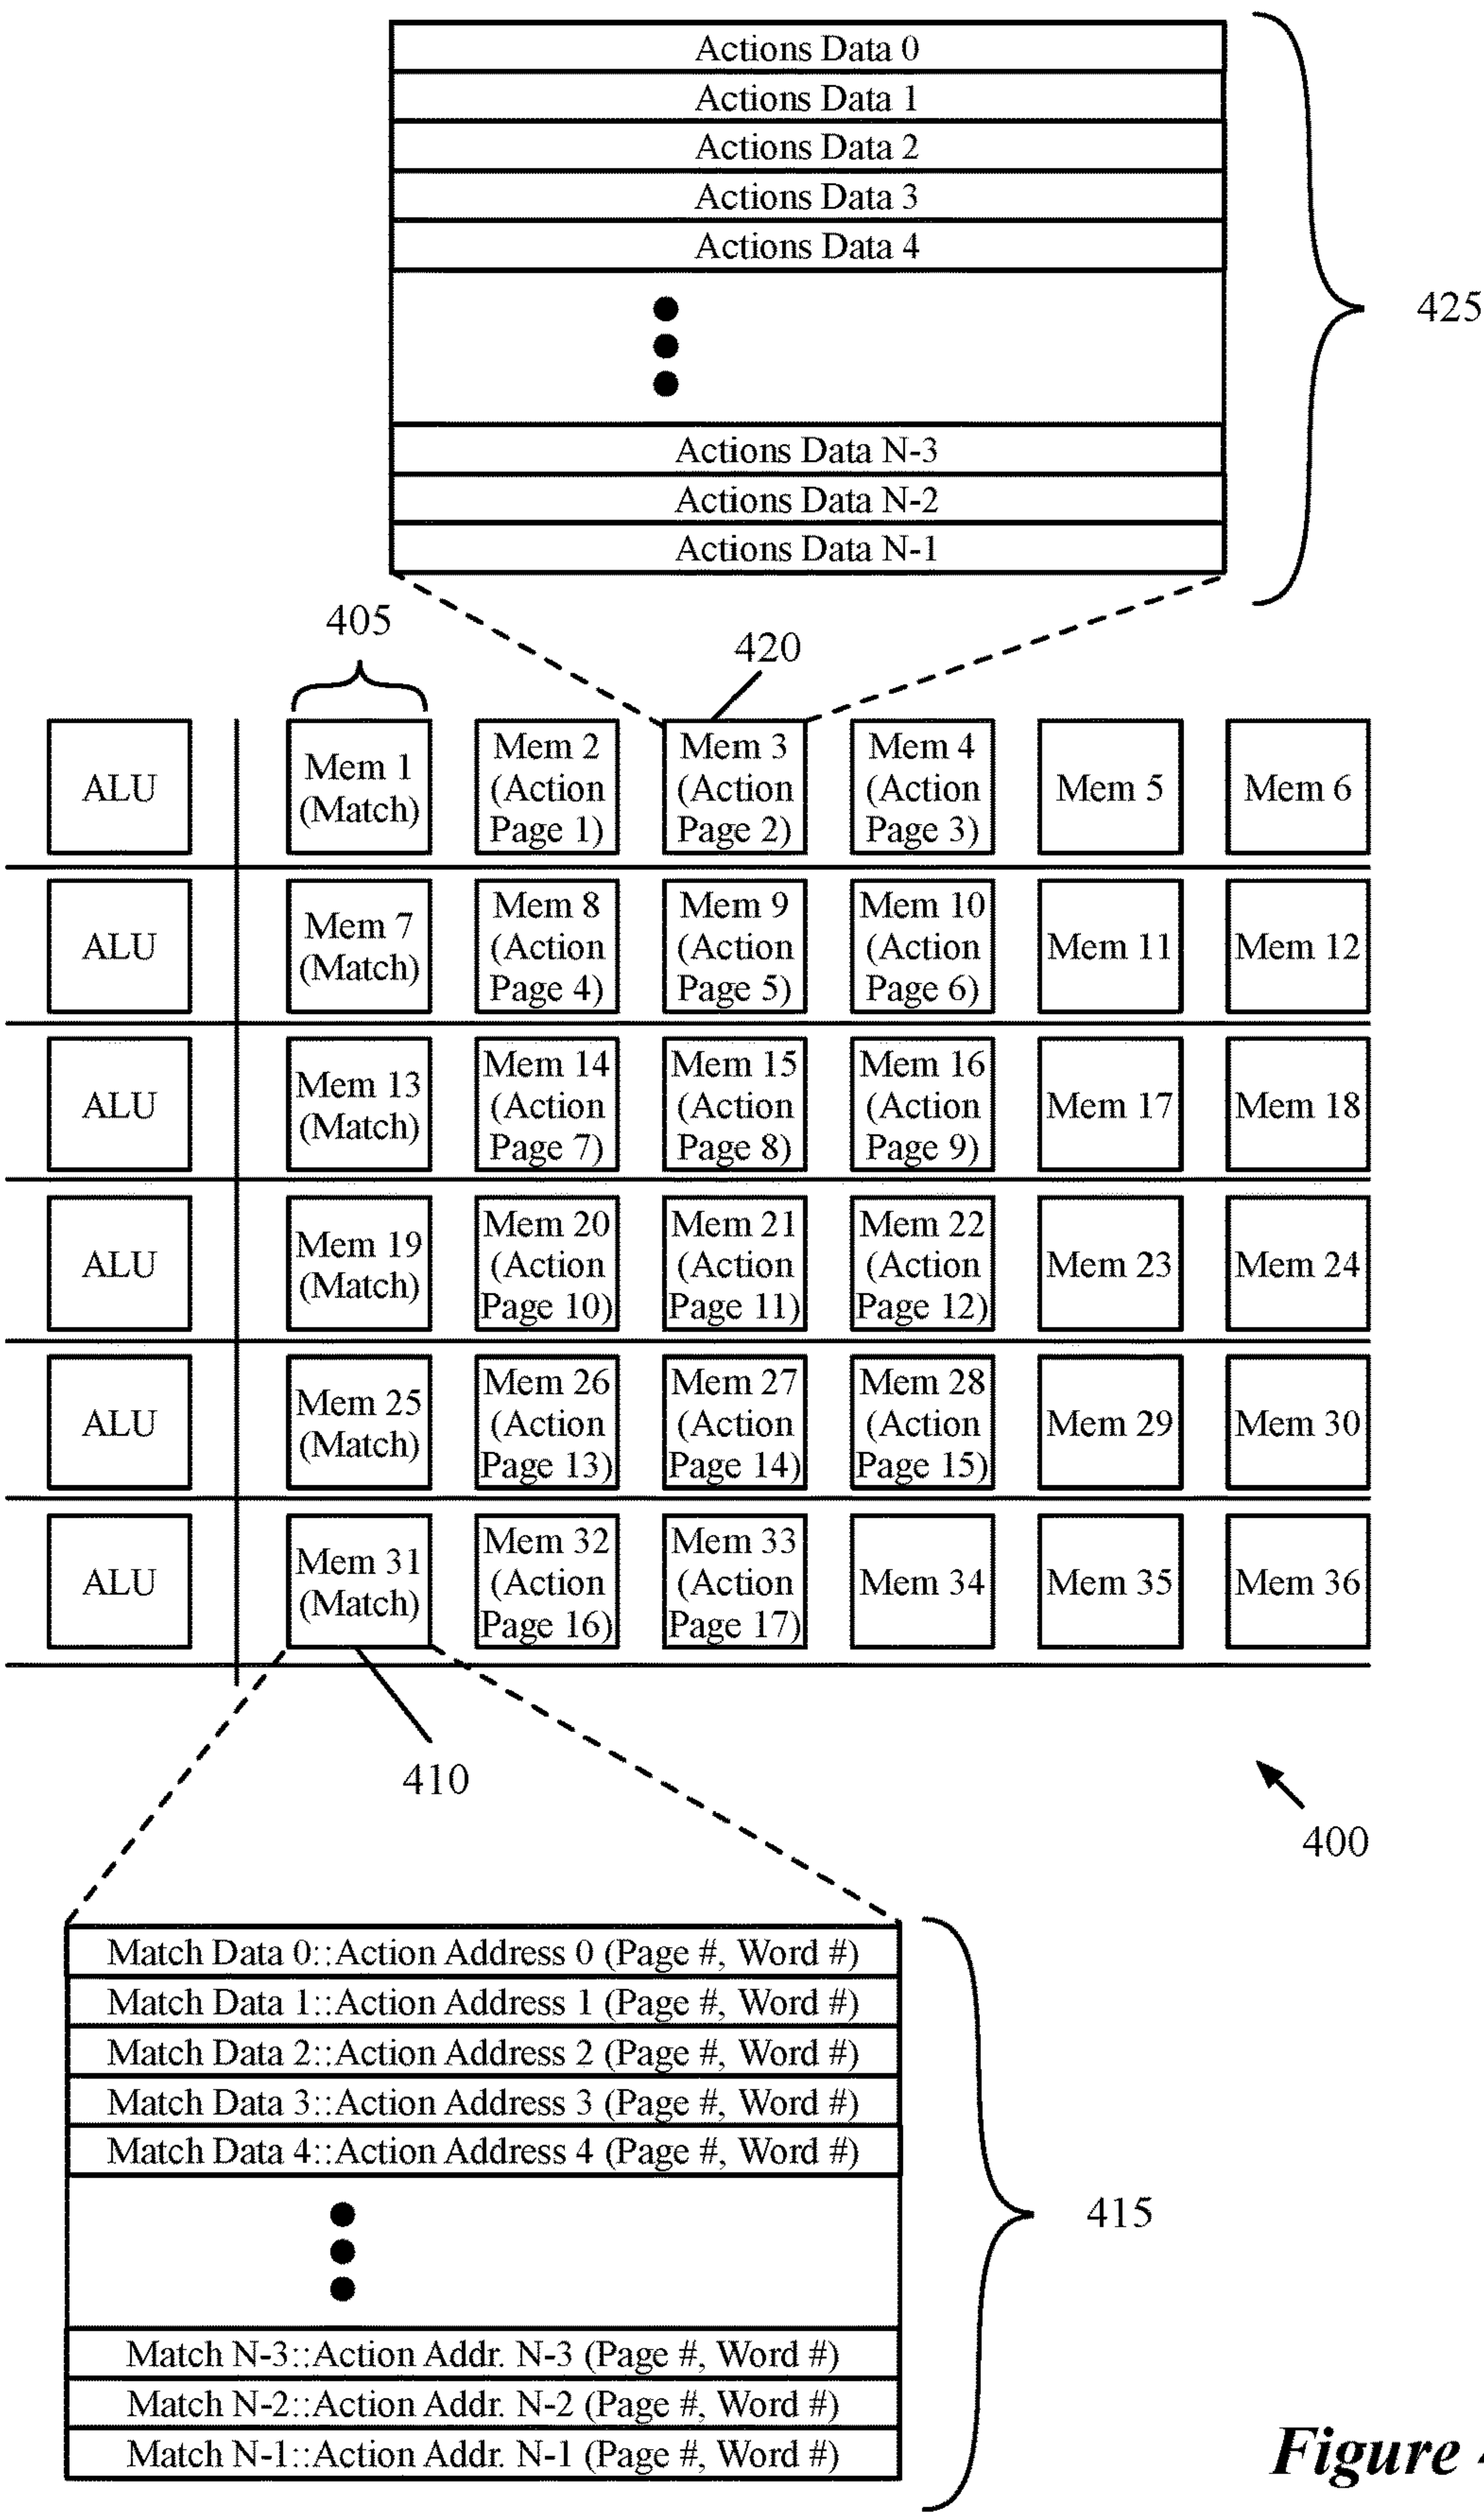 Actions Data 0
Actions Data 1
Actions Data 2
Actions Data 3
Actions Data 4
425
Actions Data N-3
Actions Data N-2
Actions Data N-1
405
420
ALU
Mem 1
(Match)
Mem 2
(Action
Page 1)
Mem 3
(Action
Page 2)
Mem 4
(Action
Page 3)
Mem 5
Mem 6
ALU
Mem 7
(Match)
Mem 8
(Action
Page 4)
Mem 9
(Action
Page 5)
Mem 10
(Action
Page 6)
Mem 11
Mem 12
ALU
Mem 13
(Match)
Mem 14
(Action
Page 7)
Mem 15
(Action
Page 8)
Mem 16
(Action
Page 9)
Mem 17
Mem 18
ALU
Mem 19
(Match)
Mem 20
(Action
Page 10)
Mem 21
(Action
Page 11)
Mem 22
(Action
Page 12)
Mem 23
Mem 24
ALU
Mem 25
(Match)
Mem 26
(Action
Page 13)
Mem 27
(Action
Page 14)
Mem 28
(Action
Page 15)
Mem 29
Mem 30
ALU
Mem 31
(Match)
Mem 32
(Action
Page 16)
Mem 33
(Action
Page 17)
Mem 34
Mem 35
Mem 36
410
400
Match Data 0::Action Address 0 (Page #, Word #)
Match Data 1::Action Address 1 (Page #, Word #)
Match Data 2::Action Address 2 (Page #, Word #)
Match Data 3::Action Address 3 (Page #, Word #)
Match Data 4::Action Address 4 (Page #, Word #)
415
Match N-3::Action Addr. N-3 (Page #, Word #)
Match N-2::Action Addr. N-2 (Page #, Word #)
Match N-1::Action Addr. N-1 (Page #, Word #)
Figure